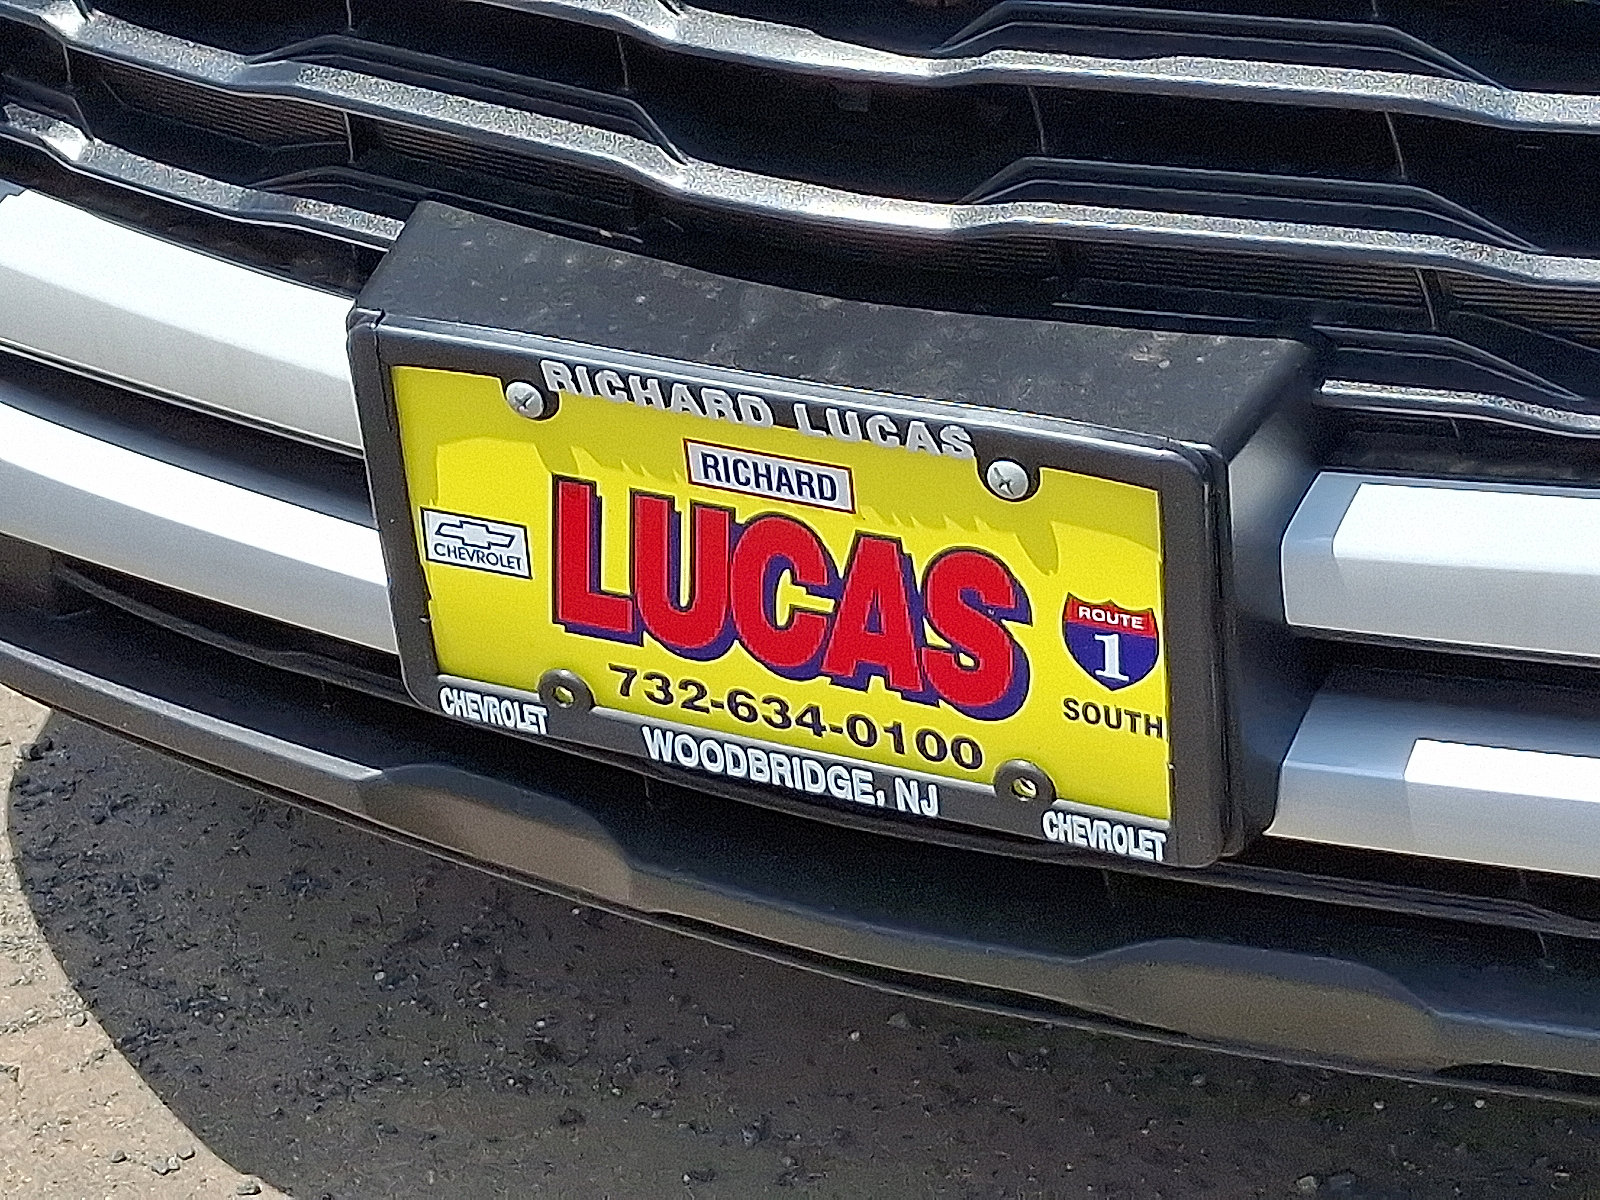 RICHARD LUCAS
RICHARD
LUCAS
CHEVROLET
ROUTE
1
SOUTH
732-634-0100
CHEVROLET
WOODBRIDGE, NJ
CHEVROLET